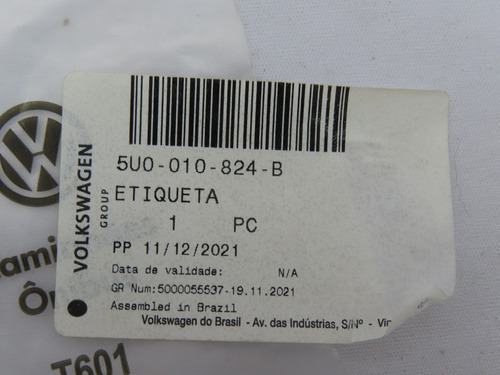 5U0-010-824-B
ETIQUETA
1 PC
PP 11/12/2021
Data de validade: N/A
GR Num:5000055537-19.11.2021
Assembled in Brazil
Volkswagen do Brasil - Av. das Indústrias, S/Nº -
VOLKSWAGEN
GROUP
T601